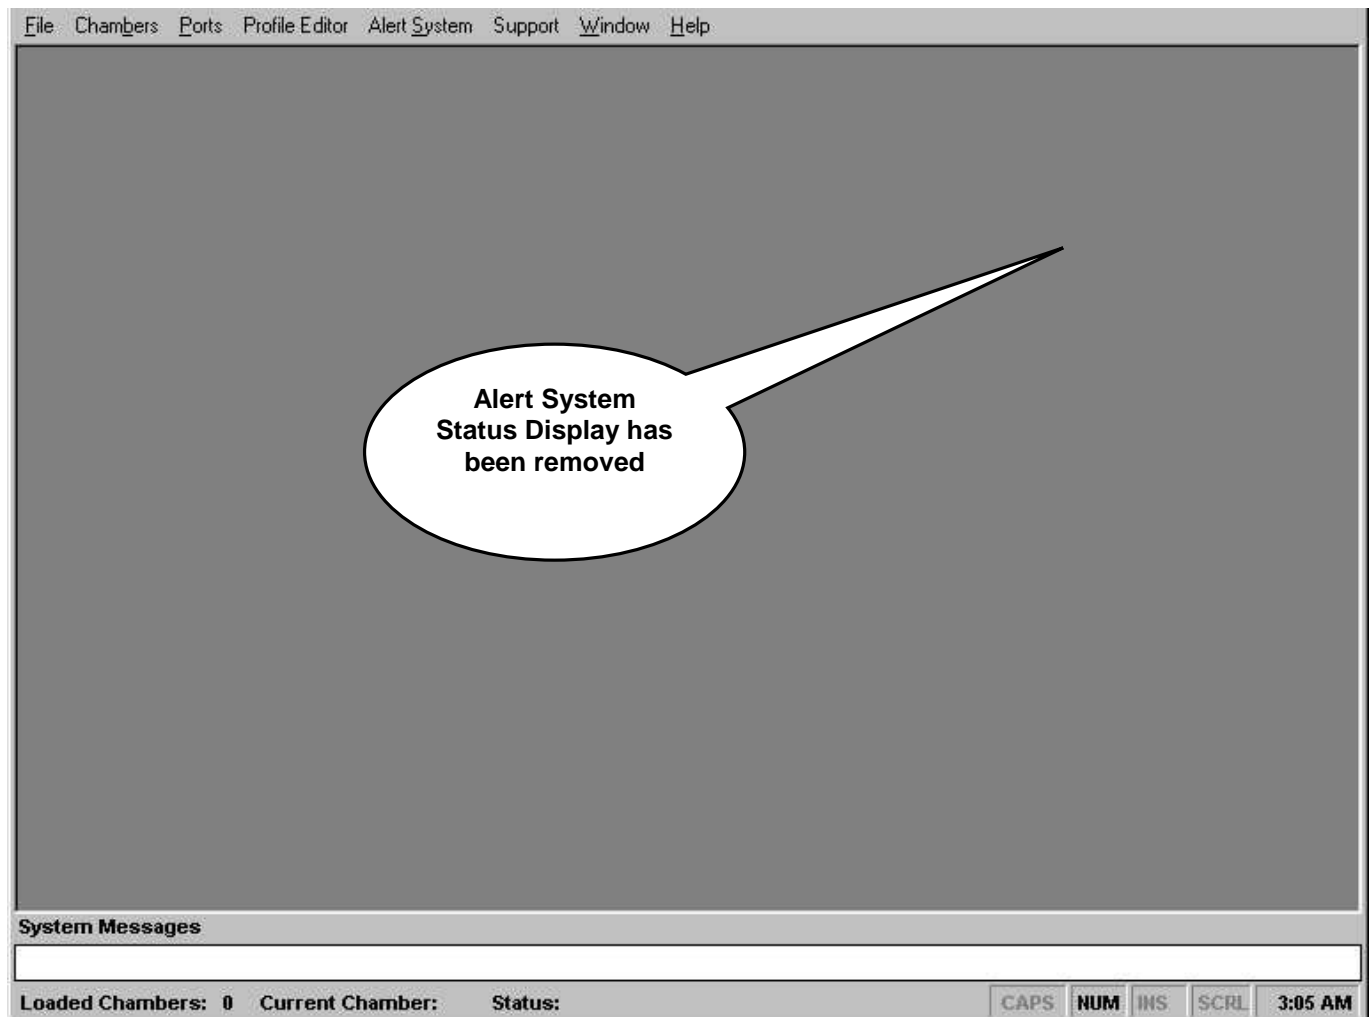 File Chambers Ports Profile Editor Alert System Support Window Help
Alert System
Status Display has
been removed
System Messages
Loaded Chambers: 0 Current Chamber: Status: CAPS NUM INS SCRL 3:05 AM